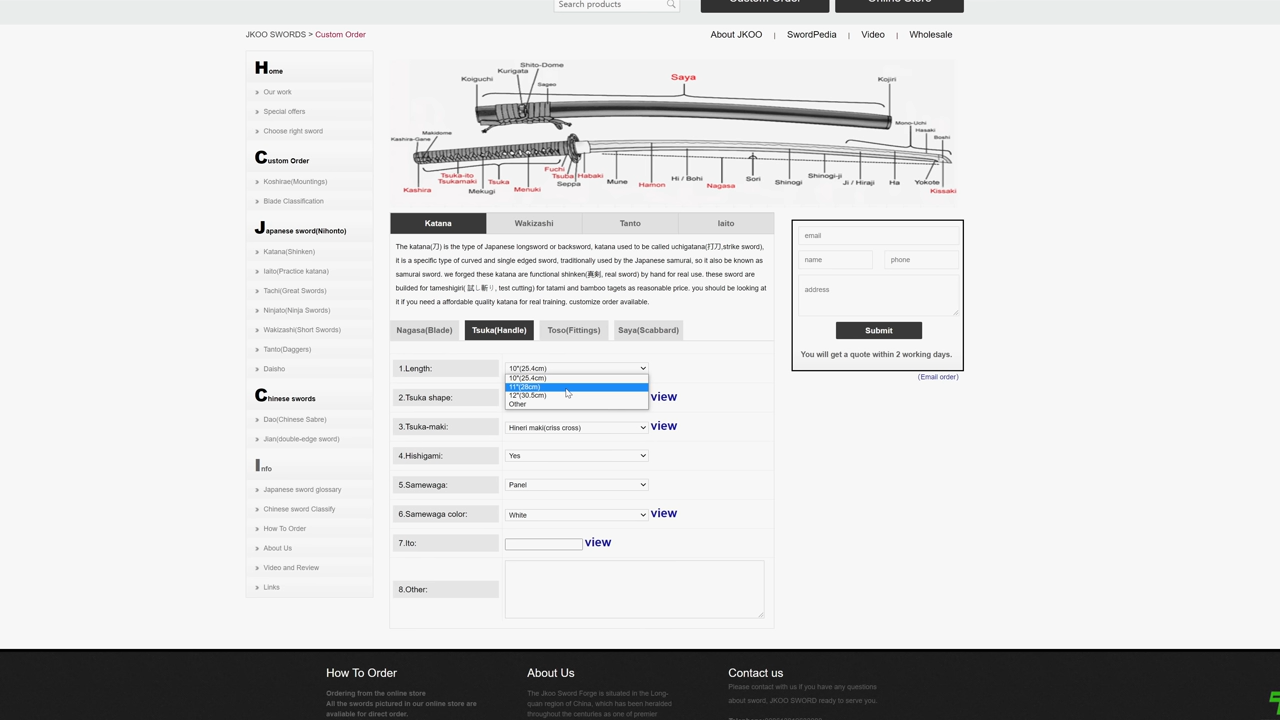 Search products
Custom Order
Online Store
JKOO SWORDS > Custom Order
About JKOO | SwordPedia | Video | Wholesale
Home
» Our work
» Special offers
» Choose right sword
Custom Order
» Koshirae(Mountings)
» Blade Classification
Japanese sword(Nihonto)
» Katana(Shinken)
» Iaito(Practice katana)
» Tachi(Great Swords)
» Ninjato(Ninja Swords)
» Wakizashi(Short Swords)
» Tanto(Daggers)
» Daisho
Chinese swords
» Dao(Chinese Sabre)
» Jian(double-edge sword)
Info
» Japanese sword glossary
» Chinese sword Classify
» How To Order
» About Us
» Video and Review
» Links
Koiguchi
Kurigata
Shito-Dome
Sageo
Saya
Kojiri
Kashira-Gane
Makidome
Mono-Uchi
Hasaki
Boshi
Kashira
Tsuka-ito
Tsukamaki
Mekugi
Tsuka
Menuki
Fuchi
Tsuba
Seppa
Habaki
Mune
Hamon
Hi / Bohi
Nagasa
Sori
Shinogi
Shinogi-ji
Ji / Hiraji
Ha
Yokote
Kissaki
Katana
Wakizashi
Tanto
Iaito
The katana(刀) is the type of Japanese longsword or backsword, katana used to be called uchigatana(打刀,strike sword),
it is a specific type of curved and single edged sword, traditionally used by the Japanese samurai, so it also be known as
samurai sword. we forged these katana are functional shinken(真剣, real sword) by hand for real use. these sword are
builded for tameshigiri( 試し斬り, test cutting) for tatami and bamboo tagets as reasonable price. you should be looking at
it if you need a affordable quality katana for real training. customize order available.
Nagasa(Blade)
Tsuka(Handle)
Toso(Fittings)
Saya(Scabbard)
1.Length:
10"(25.4cm)
10"(25.4cm)
11"(28cm)
12"(30.5cm)
Other
2.Tsuka shape:
view
3.Tsuka-maki:
Hineri maki(criss cross)
view
4.Hishigami:
Yes
5.Samewaga:
Panel
6.Samewaga color:
White
view
7.Ito:
view
8.Other:
email
name
phone
address
Submit
You will get a quote within 2 working days.
(Email order)
How To Order
Ordering from the online store
All the swords pictured in our online store are
available for direct order.
About Us
The Jkoo Sword Forge is situated in the Long-
quan region of China, which has been heralded
throughout the centuries as one of premier
Contact us
Please contact with us if you have any questions
about sword, JKOO SWORD ready to serve you.